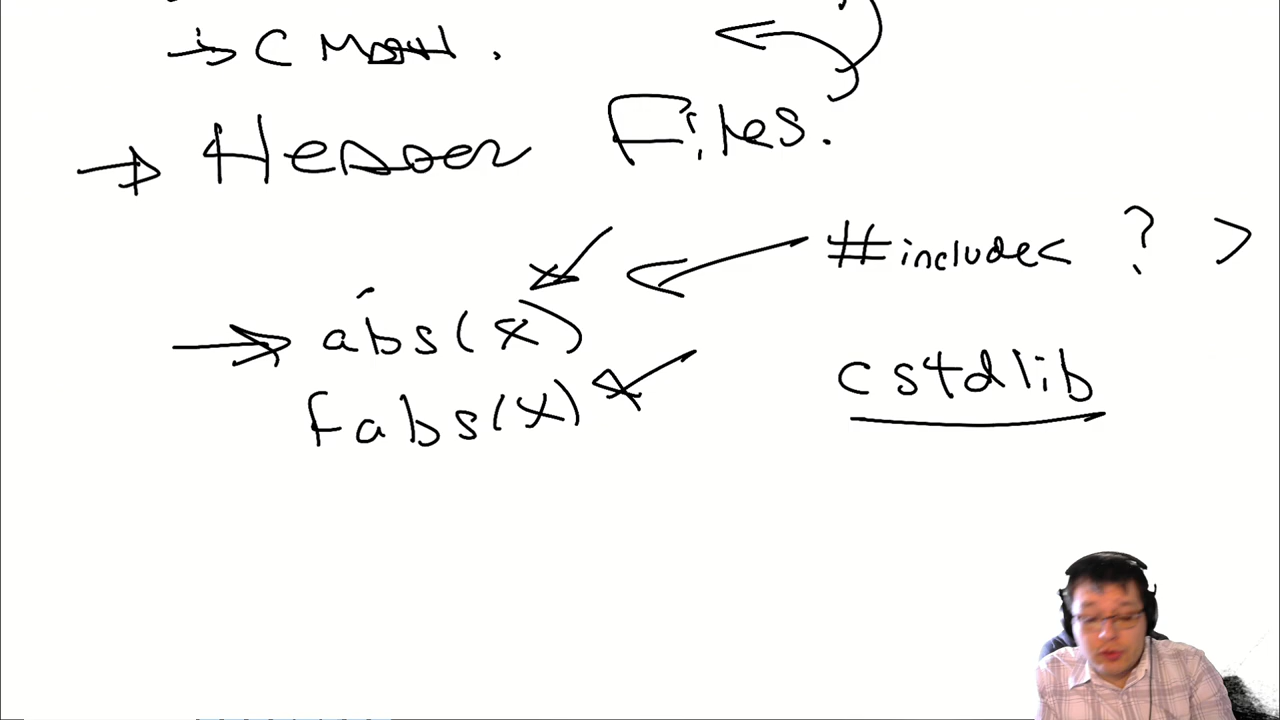 → C MATH.
→ Header Files.
#include< ? >
abs(x)
fabs(x)
cstdlib